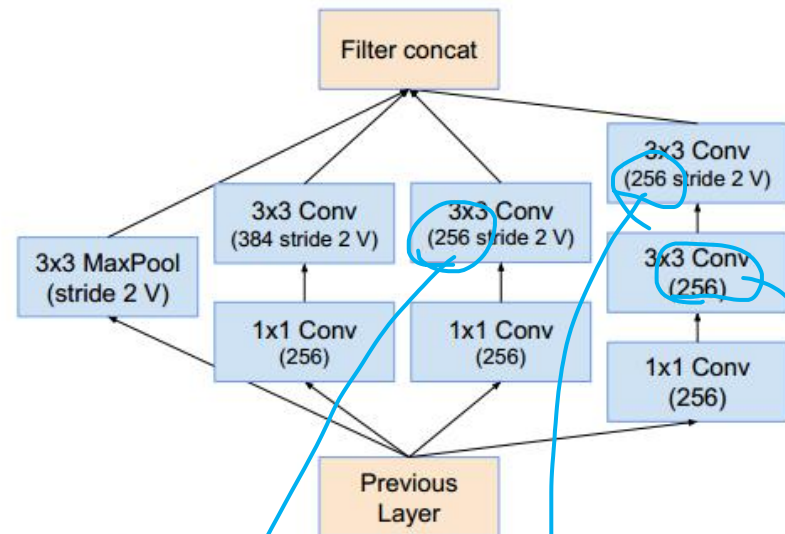 Filter concat
3x3 Conv
(256 stride 2 V)
3x3 Conv
(384 stride 2 V)
3x3 Conv
(256 stride 2 V)
3x3 MaxPool
(stride 2 V)
3x3 Conv
(256)
1x1 Conv
(256)
1x1 Conv
(256)
1x1 Conv
(256)
Previous
Layer